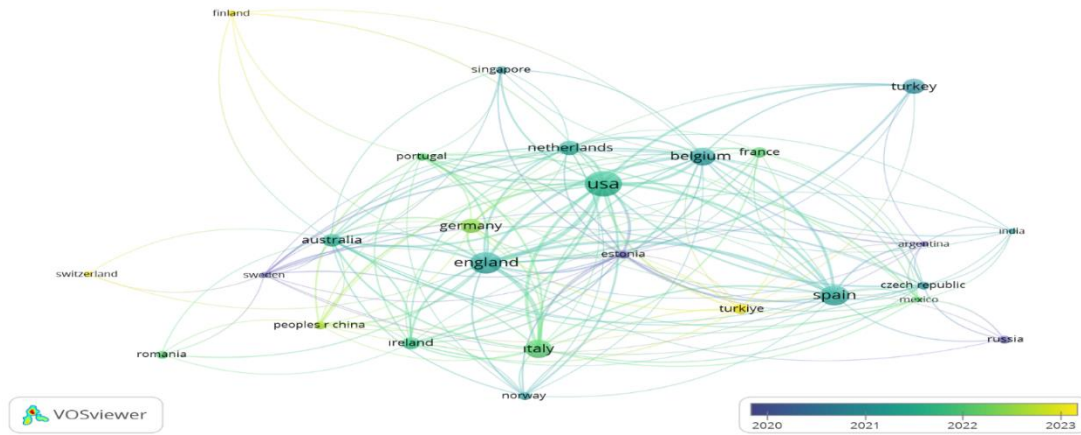 finland
singapore
turkey
netherlands
belgium
france
portugal
usa
germany
australia
india
argentina
estonia
england
switzerland
sweden
czech republic
spain
mexico
turkiye
peoples r china
russia
ireland
italy
romania
norway
VOSviewer
2020 2021 2022 2023